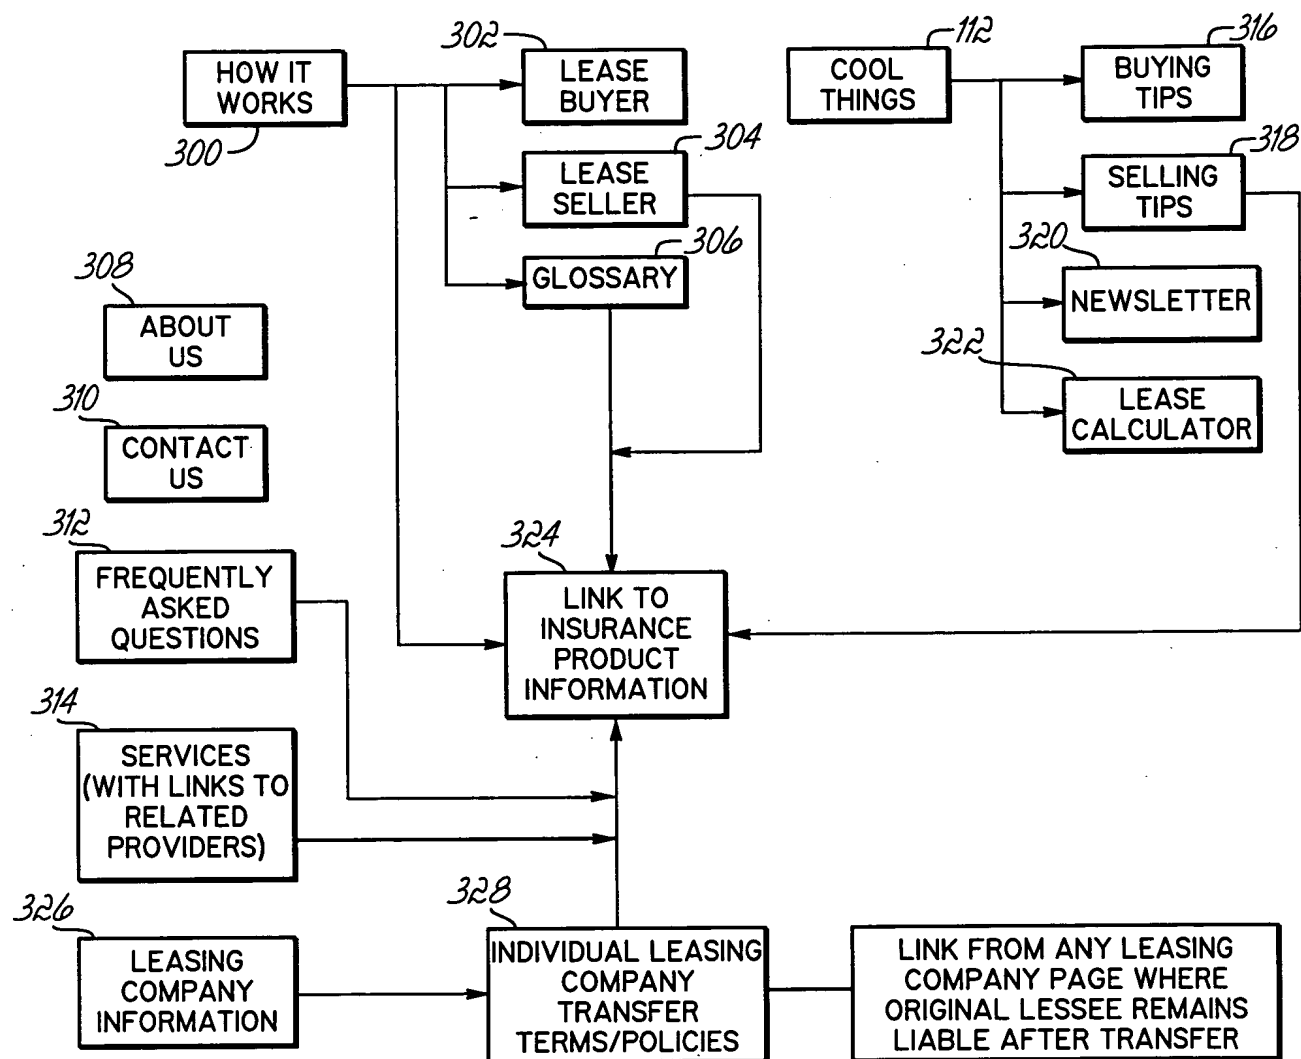 302
112
316
HOW IT
WORKS
LEASE
BUYER
COOL
THINGS
BUYING
TIPS
300
304
318
LEASE
SELLER
SELLING
TIPS
306
320
GLOSSARY
NEWSLETTER
308
ABOUT
US
322
LEASE
CALCULATOR
310
CONTACT
US
312
FREQUENTLY
ASKED
QUESTIONS
324
LINK TO
INSURANCE
PRODUCT
INFORMATION
314
SERVICES
(WITH LINKS TO
RELATED
PROVIDERS)
326
LEASING
COMPANY
INFORMATION
328
INDIVIDUAL LEASING
COMPANY
TRANSFER
TERMS/POLICIES
LINK FROM ANY LEASING
COMPANY PAGE WHERE
ORIGINAL LESSEE REMAINS
LIABLE AFTER TRANSFER